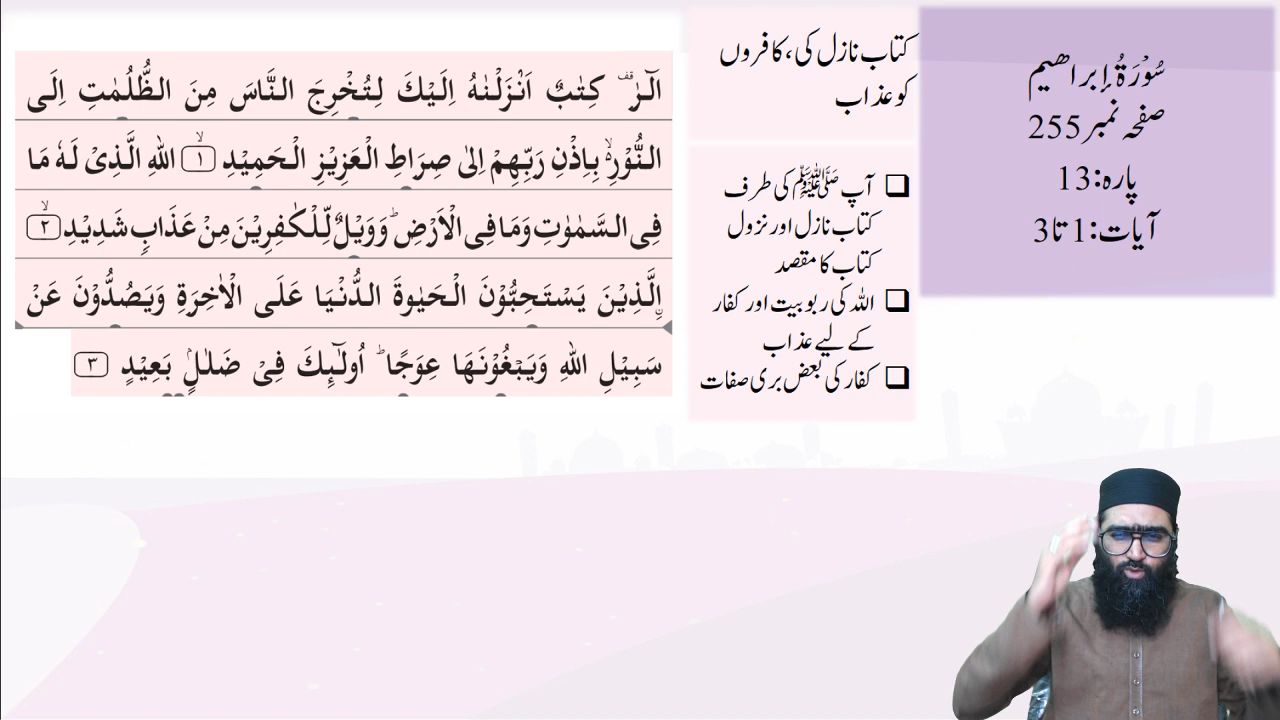 سُوْرَةُ إبراهيم
صفحہ نمبر 255
پارہ:13
آیات:1 تا 3
کتاب نازل کی، کافروں
کو عذاب
❑ آپ ﷺ کی طرف
کتاب نازل اور نزول
کتاب کا مقصد
❑ اللہ کی ربوبیت اور کفار
کے لیے عذاب
❑ کفار کی بعض بری صفات
الٓرٰ ۟ كِتٰبٌ اَنْزَلْنٰهُ اِلَيْكَ لِتُخْرِجَ النَّاسَ مِنَ الظُّلُمٰتِ اِلَى
النُّوْرِ ۙ۬ بِاِذْنِ رَبِّهِمْ اِلٰى صِرَاطِ الْعَزِيْزِ الْحَمِيْدِ ۙ ١ اللهِ الَّذِىْ لَهٗ مَا
فِى السَّمٰوٰتِ وَمَا فِى الْاَرْضِ ؕ وَوَيْلٌ لِّلْكٰفِرِيْنَ مِنْ عَذَابٍ شَدِيْدِ ۙ ٢
ۨالَّذِيْنَ يَسْتَحِبُّوْنَ الْحَيٰوةَ الدُّنْيَا عَلَى الْاٰخِرَةِ وَيَصُدُّوْنَ عَنْ
سَبِيْلِ اللهِ وَيَبْغُوْنَهَا عِوَجًا ؕ اُولٰٓئِكَ فِىْ ضَلٰلٍۢ بَعِيْدٍ ٣